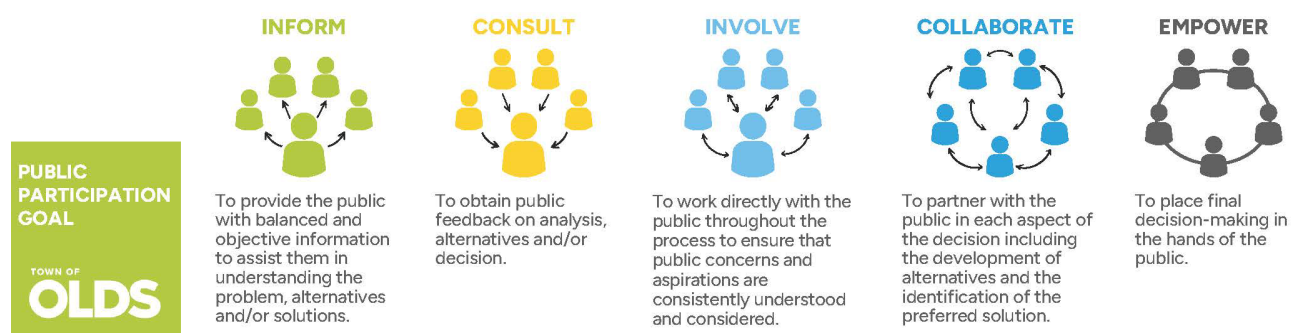 INFORM
CONSULT
INVOLVE
COLLABORATE
EMPOWER
PUBLIC
PARTICIPATION
GOAL
TOWN OF
OLDS
To provide the public
with balanced and
objective information
to assist them in
understanding the
problem, alternatives
and/or solutions.
To obtain public
feedback on analysis,
alternatives and/or
decision.
To work directly with the
public throughout the
process to ensure that
public concerns and
aspirations are
consistently understood
and considered.
To partner with the
public in each aspect of
the decision including
the development of
alternatives and the
identification of the
preferred solution.
To place final
decision-making in
the hands of the
public.